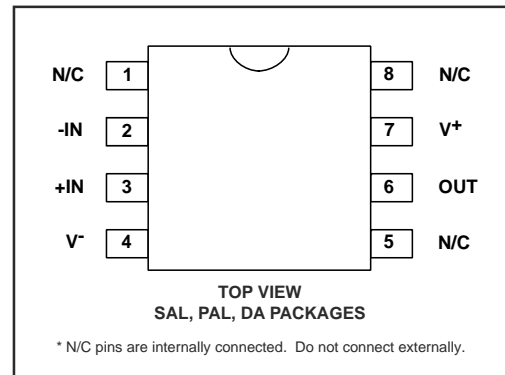 N/C 1 8 N/C
-IN 2 7 V+
+IN 3 6 OUT
V- 4 5 N/C
TOP VIEW
SAL, PAL, DA PACKAGES
* N/C pins are internally connected. Do not connect externally.